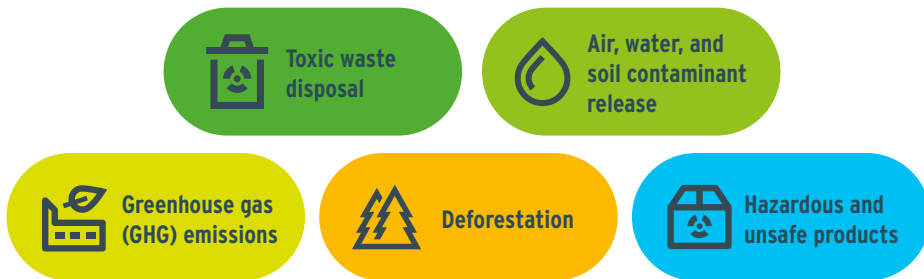 Toxic waste
disposal
Air, water, and
soil contaminant
release
Greenhouse gas
(GHG) emissions
Deforestation
Hazardous and
unsafe products